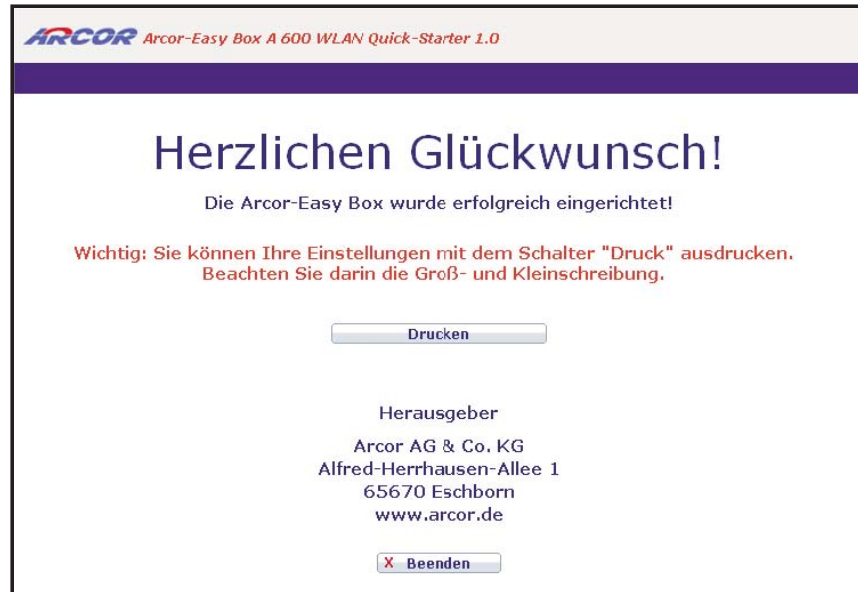 ARCOR Arcor-Easy Box A 600 WLAN Quick-Starter 1.0
Herzlichen Glückwunsch!
Die Arcor-Easy Box wurde erfolgreich eingerichtet!
Wichtig: Sie können Ihre Einstellungen mit dem Schalter "Druck" ausdrucken.
Beachten Sie darin die Groß- und Kleinschreibung.
Drucken
Herausgeber
Arcor AG & Co. KG
Alfred-Herrhausen-Allee 1
65670 Eschborn
www.arcor.de
X Beenden